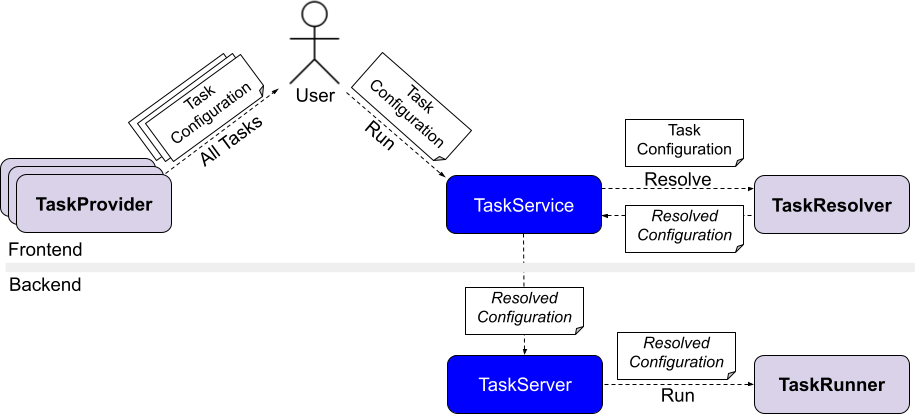 User
Task
Configuration
All Tasks
Task
Configuration
Run
TaskProvider
TaskService
Task
Configuration
Resolve
Resolved
Configuration
TaskResolver
Frontend
Backend
Resolved
Configuration
TaskServer
Resolved
Configuration
Run
TaskRunner